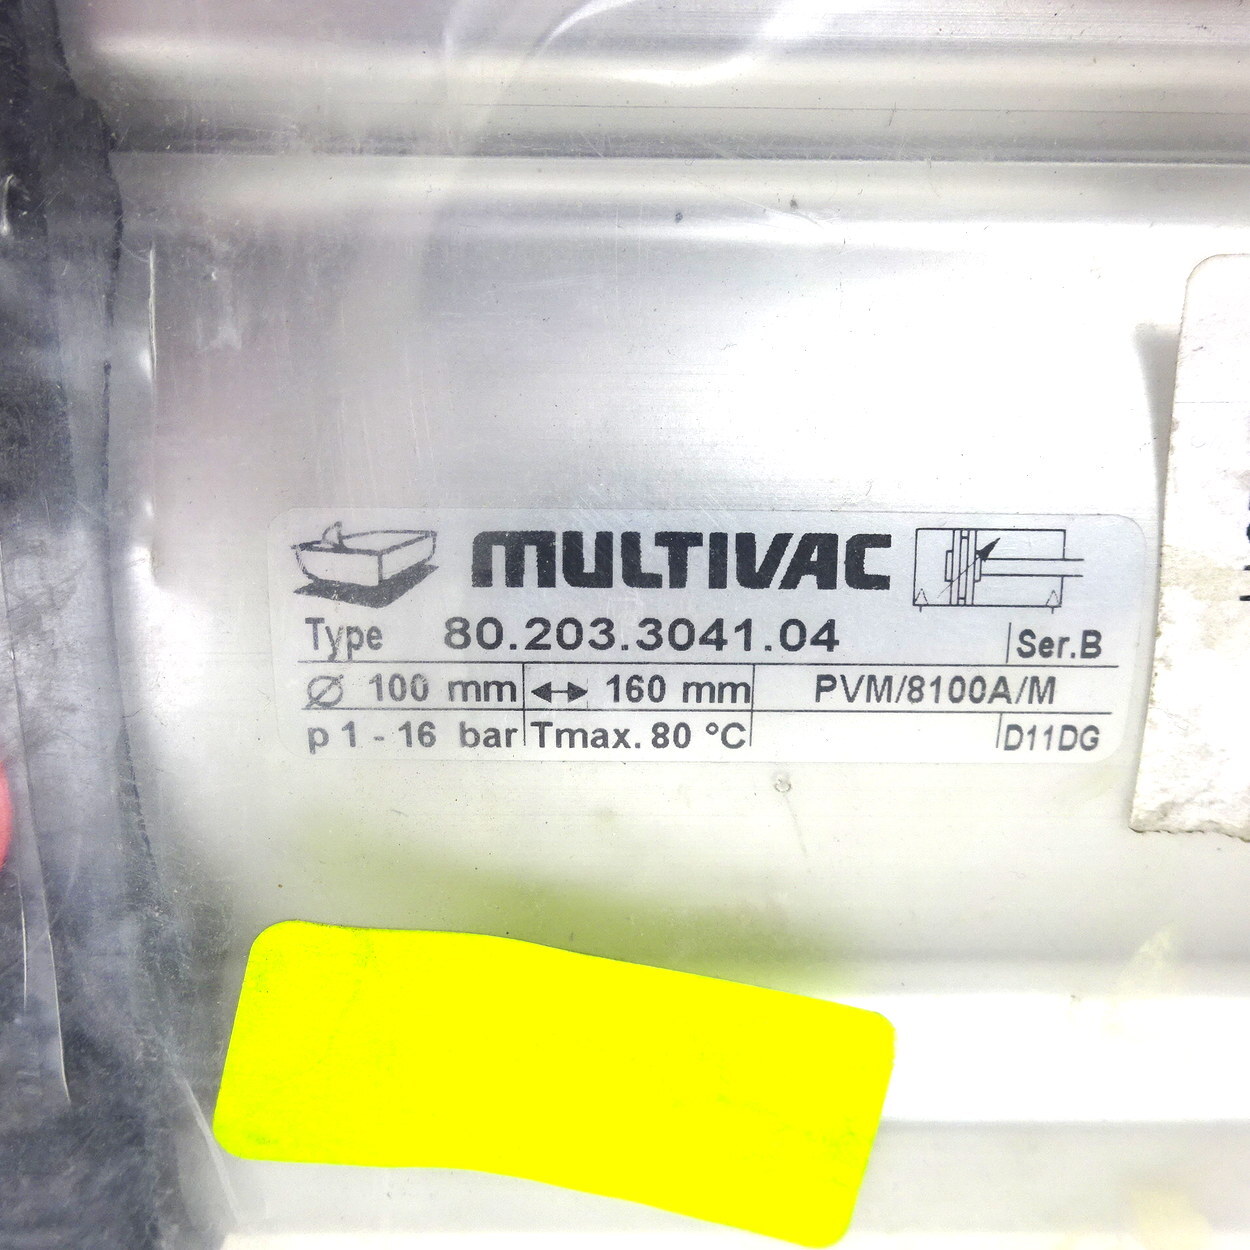 MULTIVAC
Type 80.203.3041.04 Ser.B
Ø 100 mm ↔ 160 mm PVM/8100A/M
p 1 - 16 bar Tmax. 80 °C D11DG